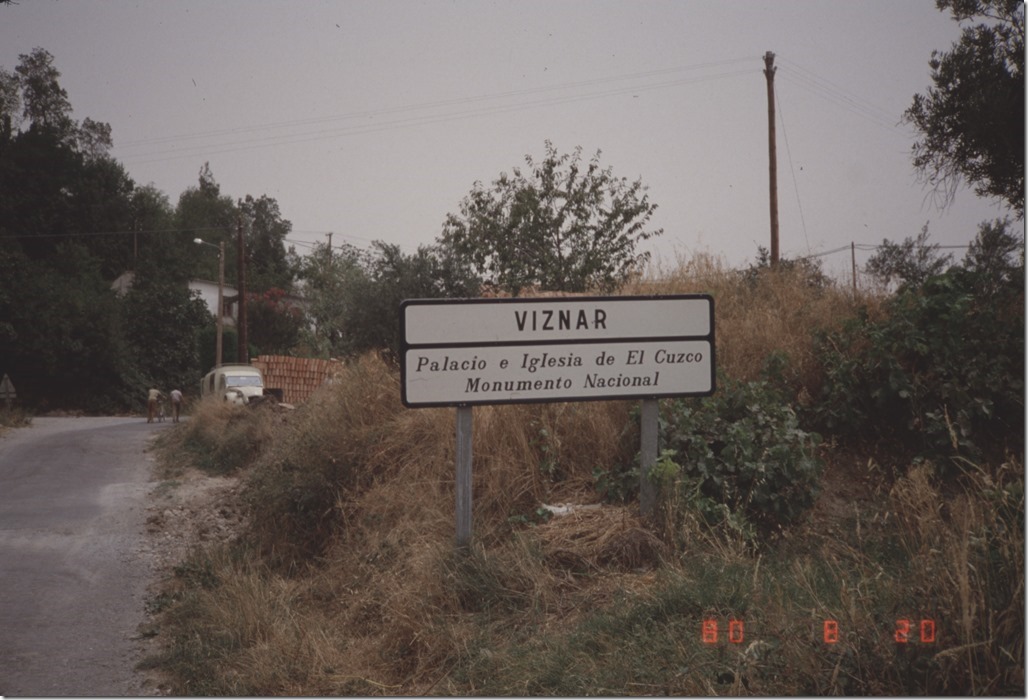 VIZNAR
Palacio e Iglesia de El Cuzco
Monumento Nacional
80 8 20